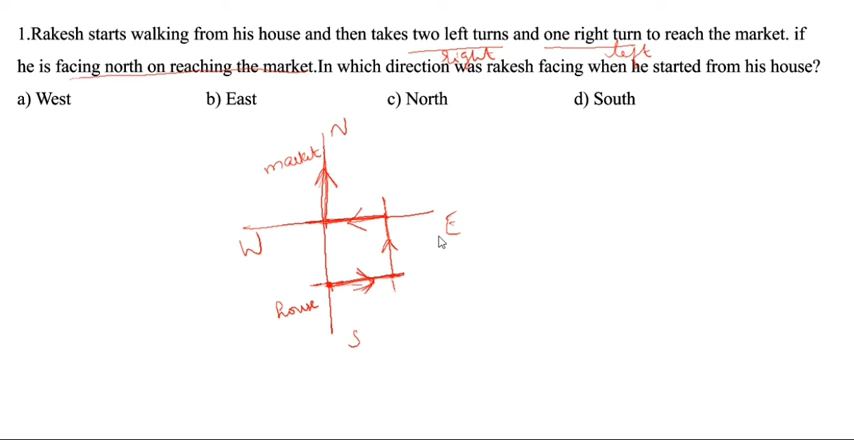 1.Rakesh starts walking from his house and then takes two left turns and one right turn to reach the market. if
right left
he is facing north on reaching the market.In which direction was rakesh facing when he started from his house?
a) West b) East c) North d) South
N
market
E
W
house
S